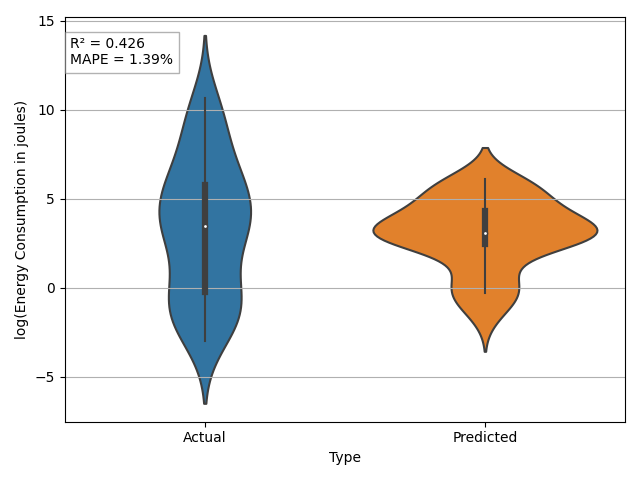 15
R² = 0.426
MAPE = 1.39%
10
5
0
−5
log(Energy Consumption in joules)
Actual
Predicted
Type